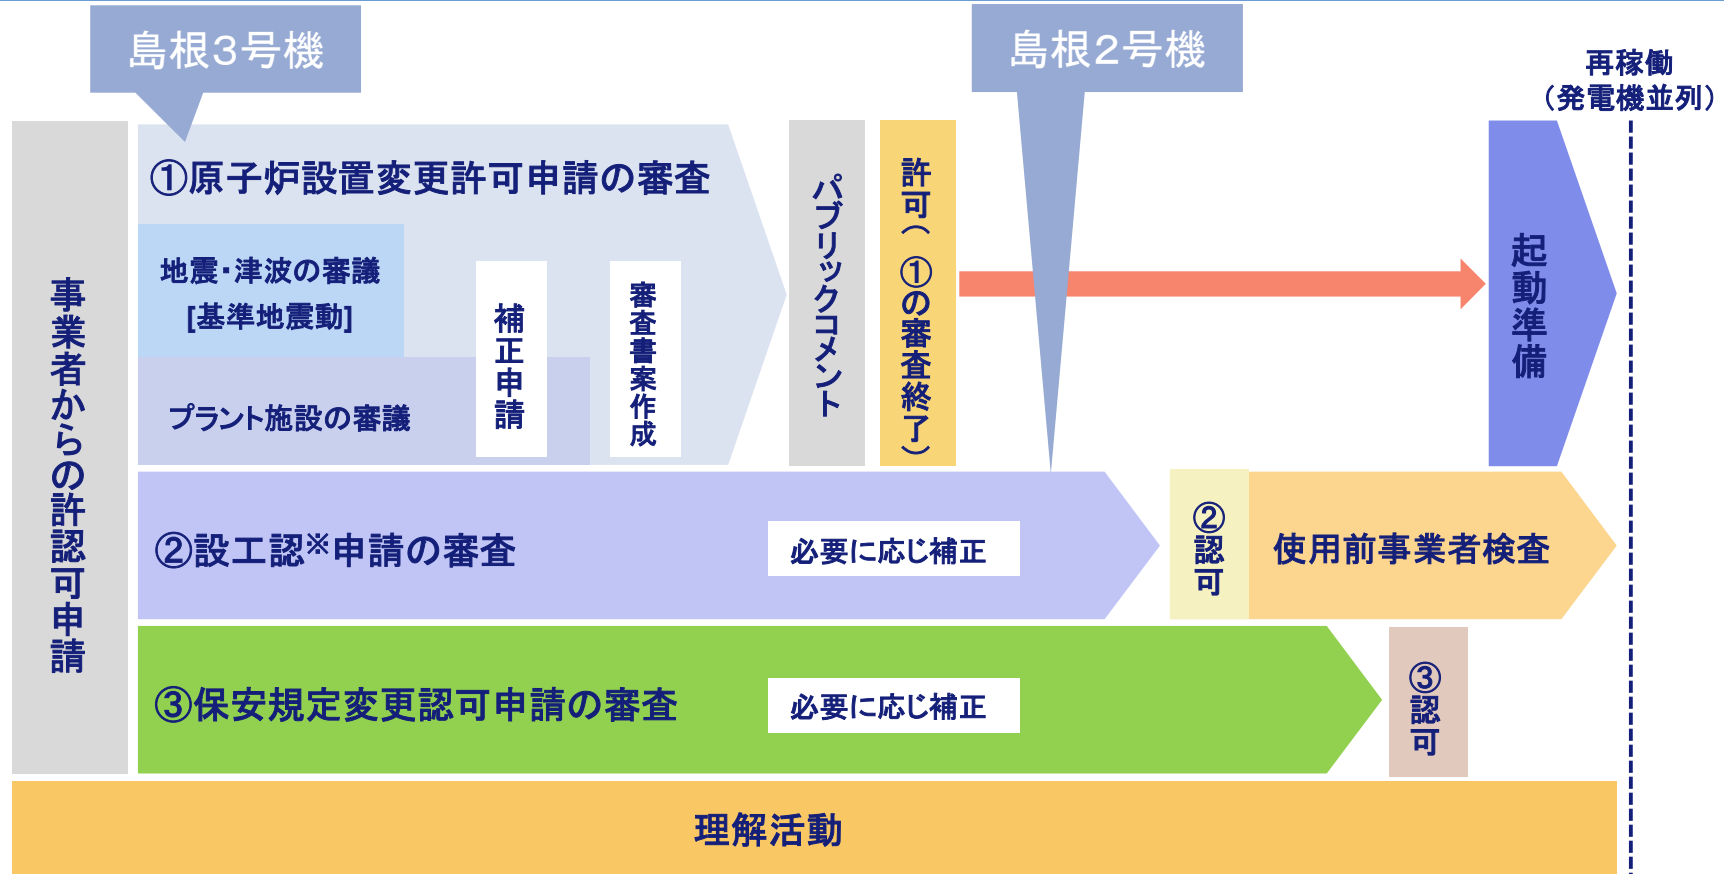 島根３号機
島根２号機
再稼働
（発電機並列）
事業者からの許認可申請
①原子炉設置変更許可申請の審査
地震・津波の審議
[基準地震動]
プラント施設の審議
補正申請
審査書案作成
パブリックコメント
許可（①の審査終了）
起動準備
②設工認※申請の審査
必要に応じ補正
②認可
使用前事業者検査
③保安規定変更認可申請の審査
必要に応じ補正
③認可
理解活動